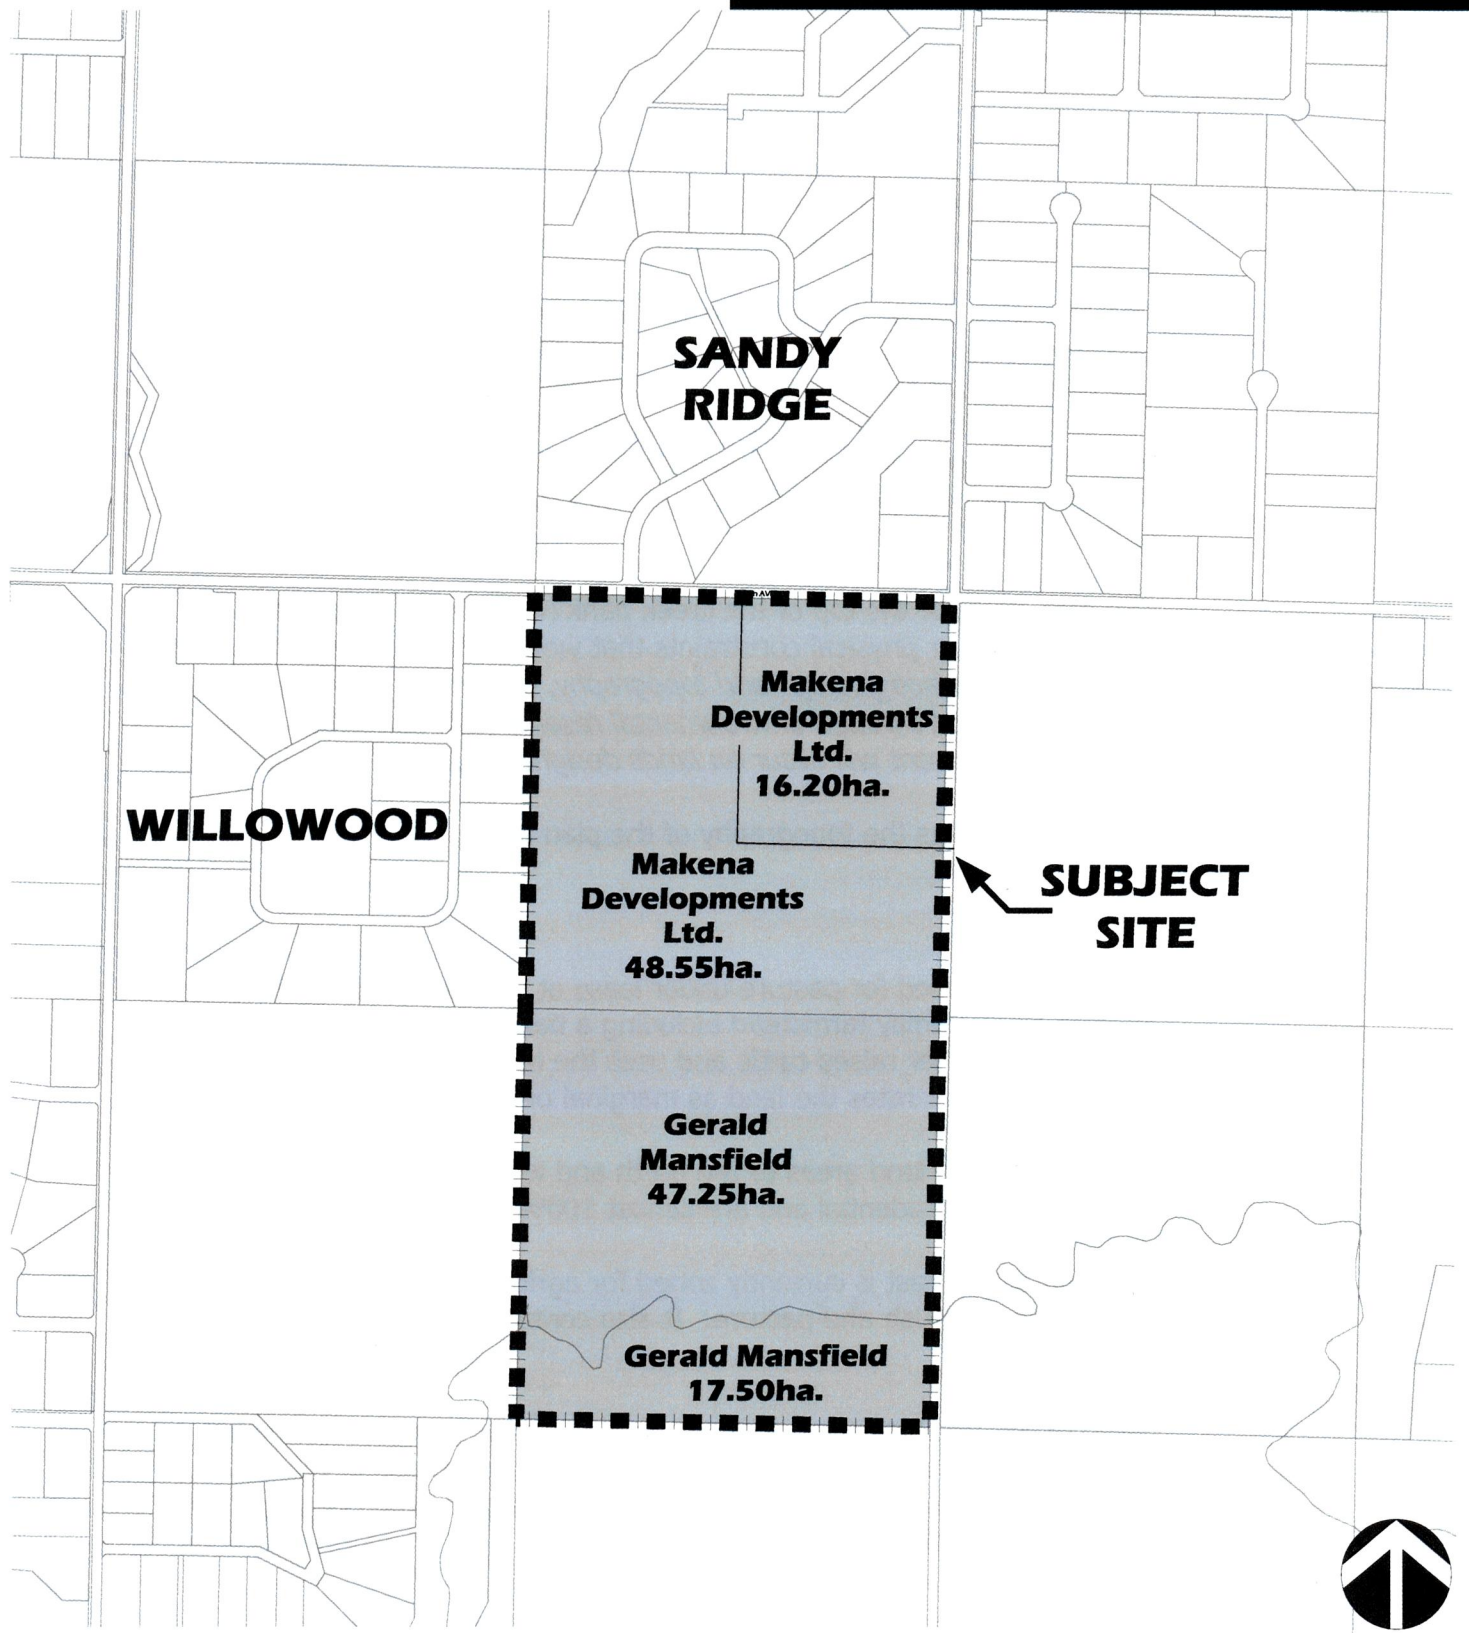 SANDY
RIDGE
Makena
Developments
Ltd.
16.20ha.
WILLOWOOD
Makena
Developments
Ltd.
48.55ha.
SUBJECT
SITE
Gerald
Mansfield
47.25ha.
Gerald Mansfield
17.50ha.